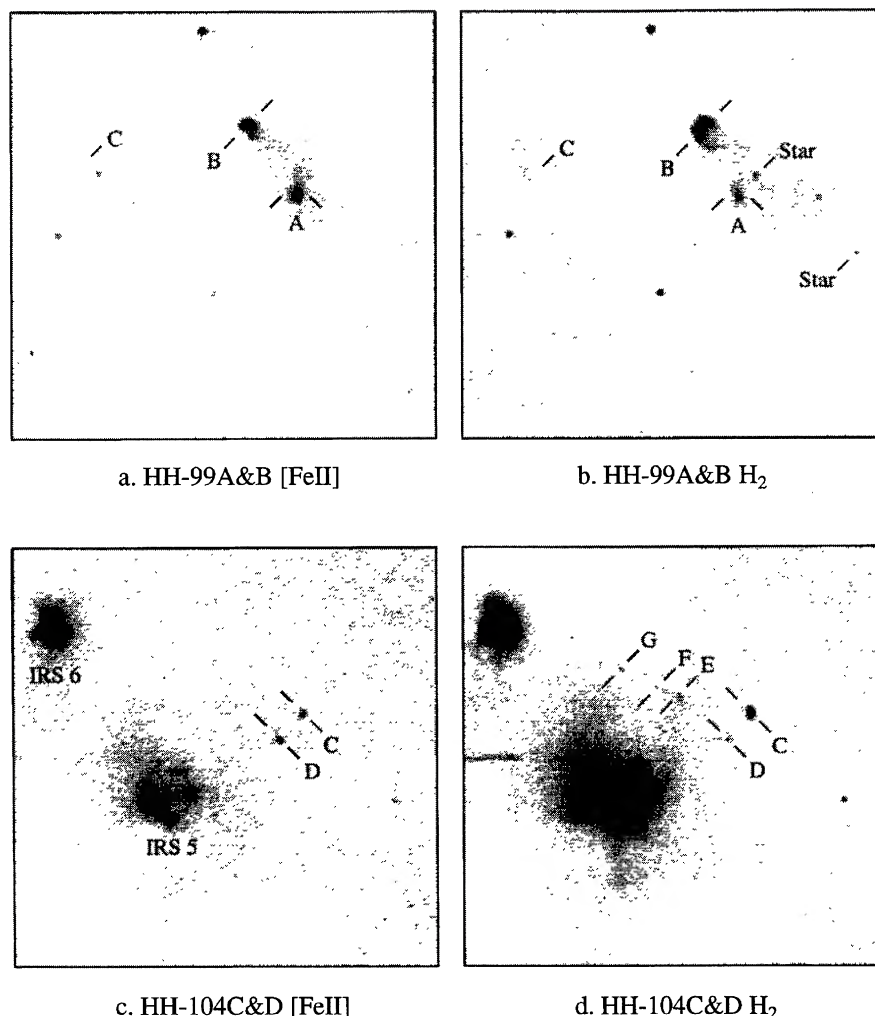 C
B
A
C
B
Star
A
Star
a. HH-99A&B [FeII]
b. HH-99A&B H₂
IRS 6
C
D
IRS 5
G
F
E
C
D
c. HH-104C&D [FeII]
d. HH-104C&D H₂